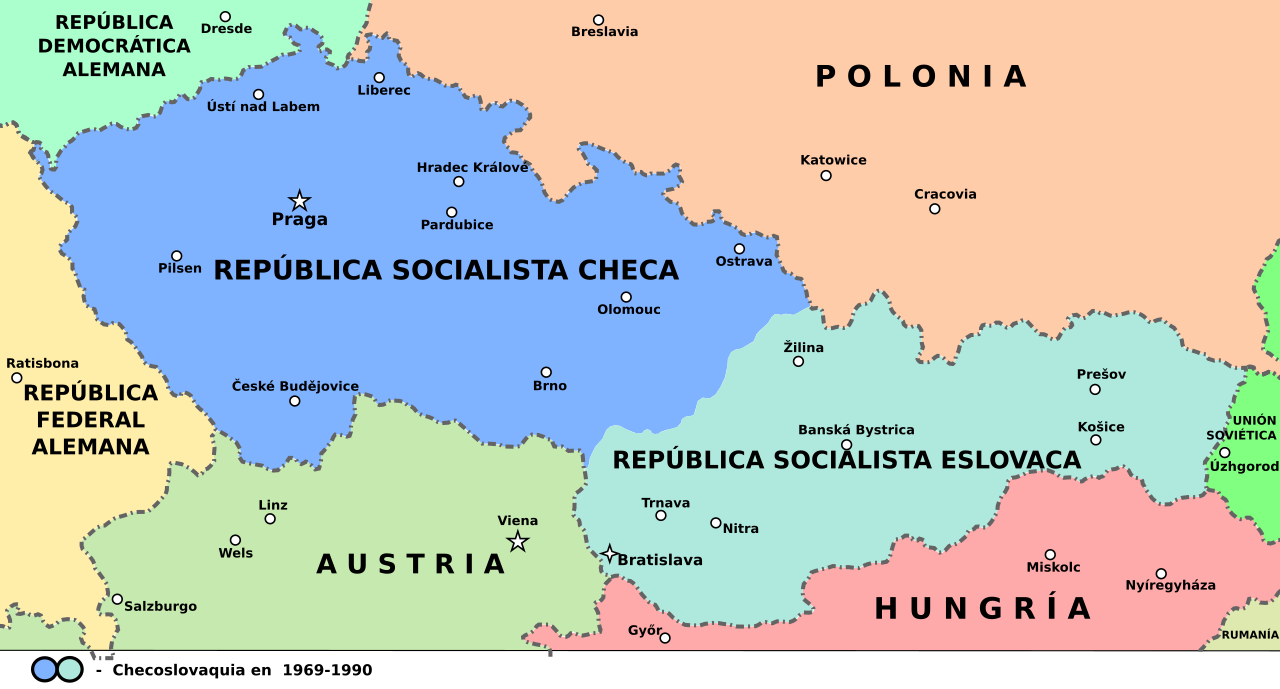 REPÚBLICA
DEMOCRÁTICA
ALEMANA
Dresde
Breslavia
POLONIA
Liberec
Ústí nad Labem
Katowice
Hradec Králové
Cracovia
Praga
Pardubice
Pilsen
REPÚBLICA SOCIALISTA CHECA
Ostrava
Olomouc
Žilina
Ratisbona
Prešov
REPÚBLICA
FEDERAL
ALEMANA
České Budějovice
Brno
UNIÓN
SOVIÉTICA
Banská Bystrica
Košice
REPÚBLICA SOCIALISTA ESLOVACA
Úzhgorod
Linz
Trnava
Viena
Nitra
Wels
AUSTRIA
Bratislava
Miskolc
Nyíregyháza
Salzburgo
HUNGRÍA
Győr
RUMANÍA
- Checoslovaquia en 1969-1990